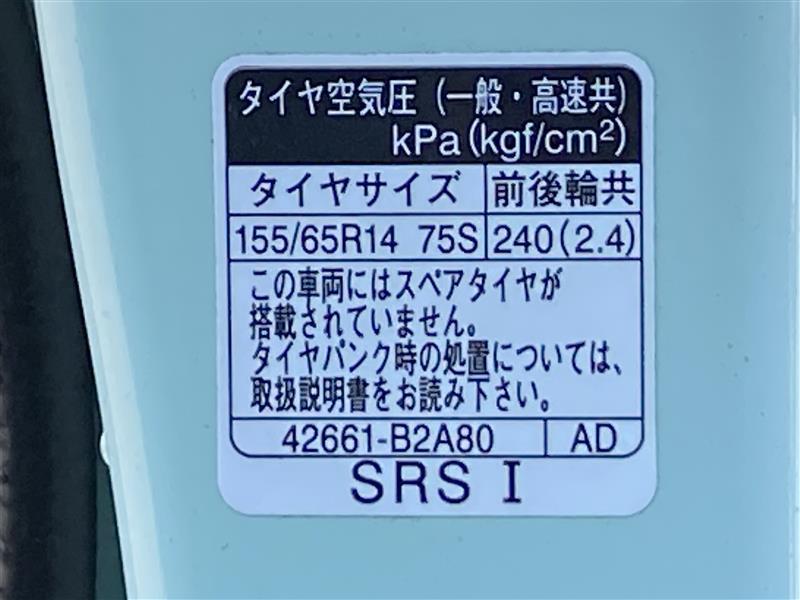 タイヤ空気圧（一般・高速共）
kPa(kgf/cm²)
タイヤサイズ 前後輪共
155/65R14 75S 240(2.4)
この車両にはスペアタイヤが
搭載されていません。
タイヤパンク時の処置については、
取扱説明書をお読み下さい。
42661-B2A80 AD
SRS I